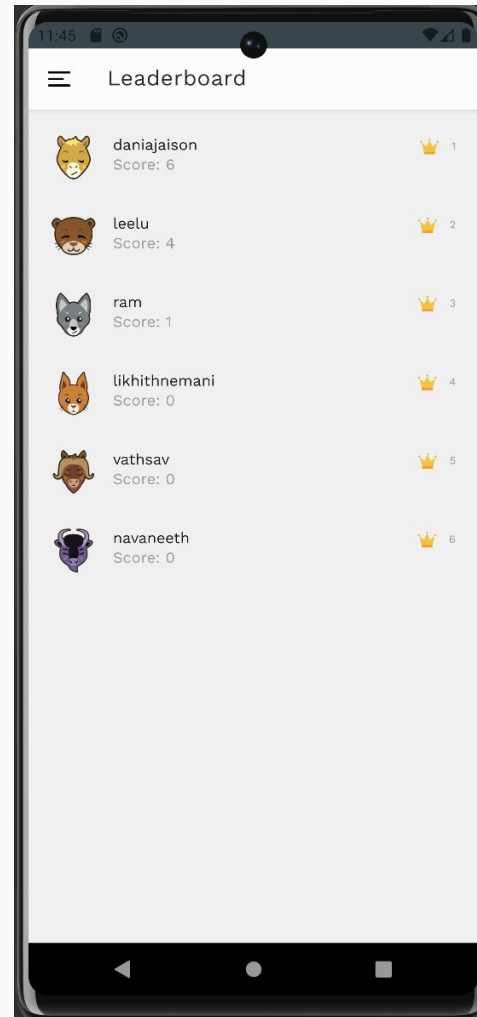 11:45
Leaderboard
daniajaison
1
Score: 6
leelu
2
Score: 4
ram
3
Score: 1
likhithnemani
4
Score: 0
vathsav
5
Score: 0
navaneeth
6
Score: 0